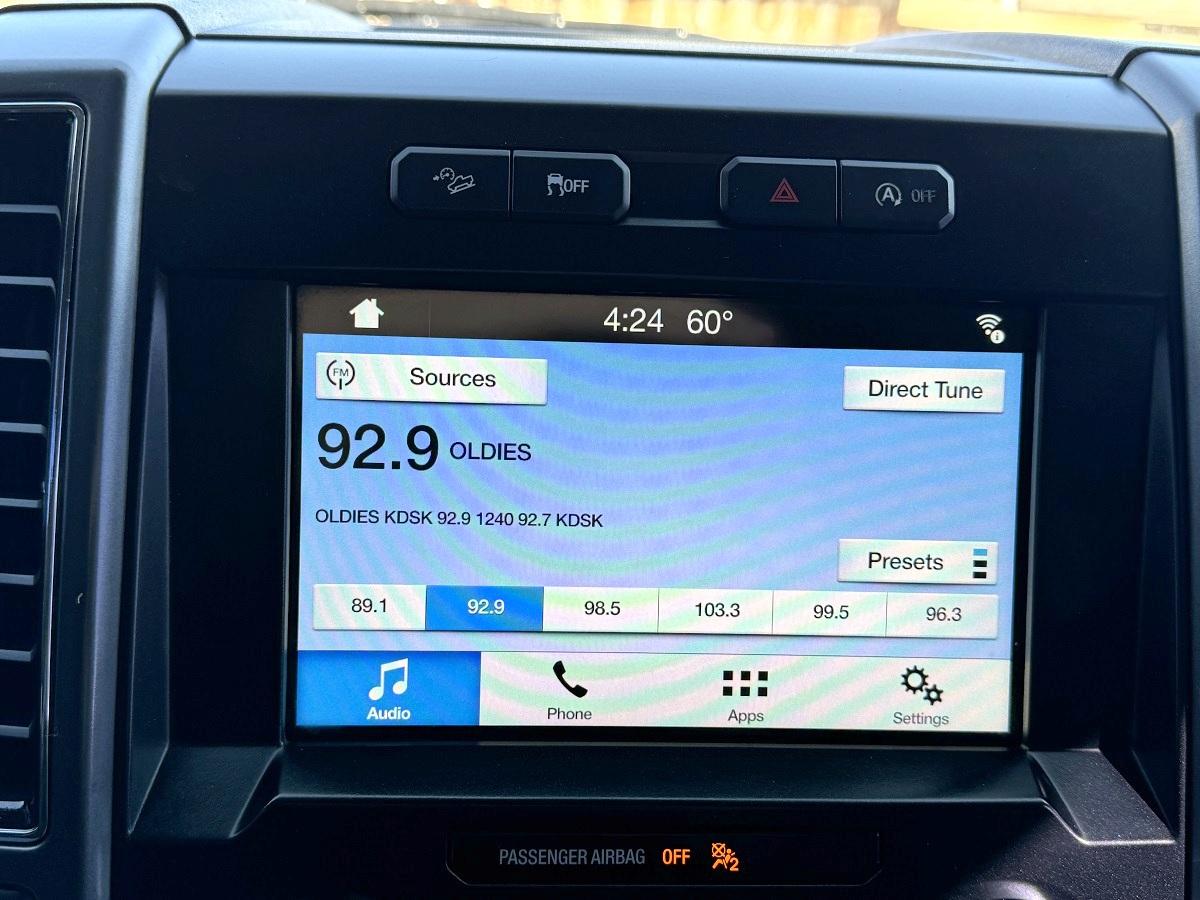 OFF
A OFF
4:24 60°
FM Sources
Direct Tune
92.9 OLDIES
OLDIES KDSK 92.9 1240 92.7 KDSK
Presets
89.1 92.9 98.5 103.3 99.5 96.3
Audio Phone Apps Settings
PASSENGER AIRBAG OFF 2